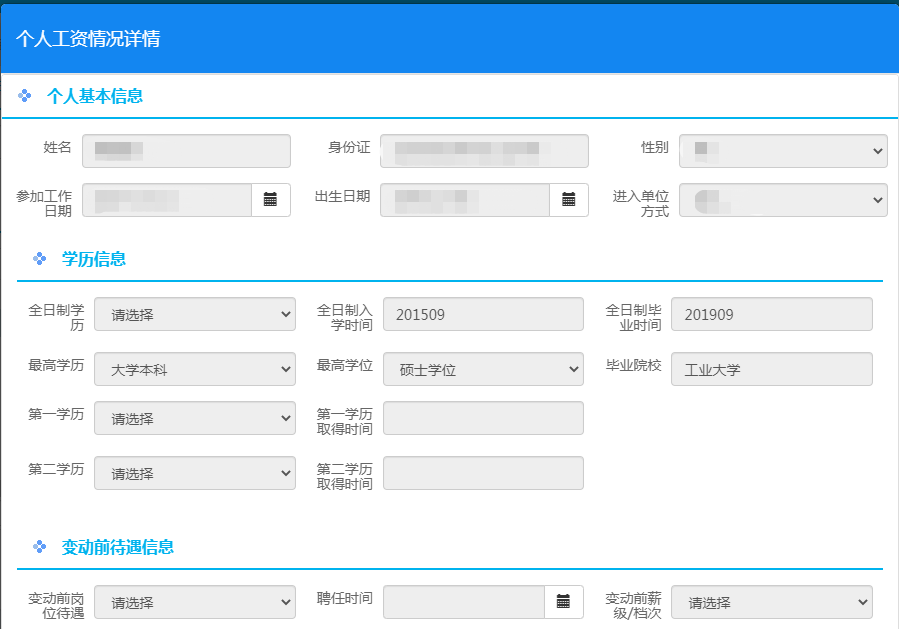 个人工资情况详情
个人基本信息
姓名 身份证 性别
参加工作日期 出生日期 进入单位方式
学历信息
全日制学历 请选择 全日制入学时间 201509 全日制毕业时间 201909
最高学历 大学本科 最高学位 硕士学位 毕业院校 工业大学
第一学历 请选择 第一学历取得时间
第二学历 请选择 第二学历取得时间
变动前待遇信息
变动前岗位待遇 请选择 聘任时间 变动前薪级/档次 请选择